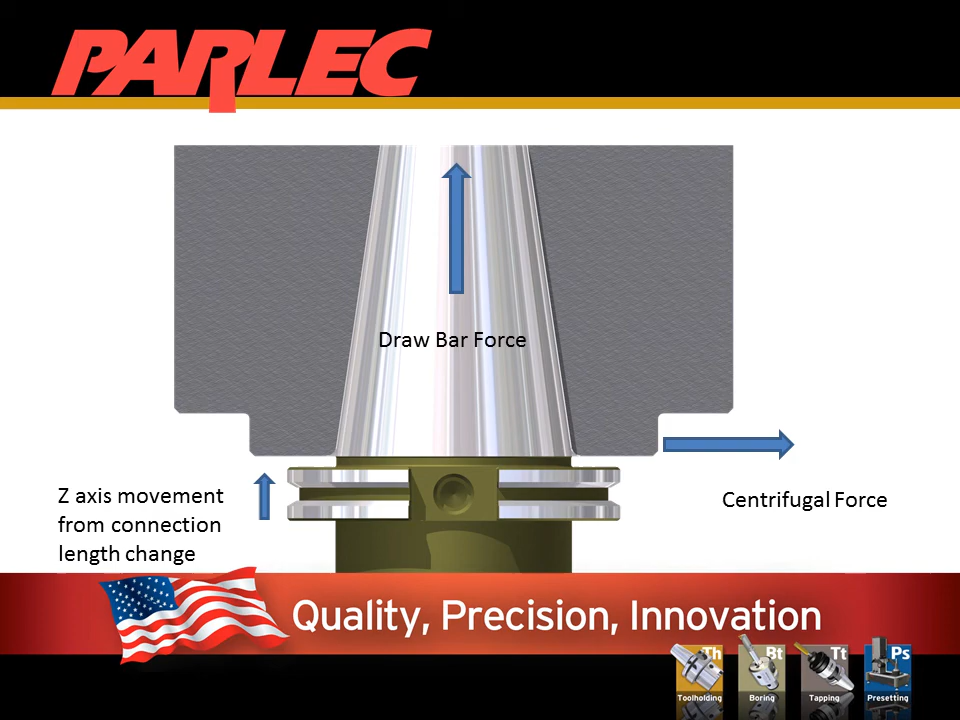 PARLEC
Draw Bar Force
Z axis movement
from connection
length change
Centrifugal Force
Quality, Precision, Innovation
Th
Toolholding
Bt
Boring
Tt
Tapping
Ps
Presetting